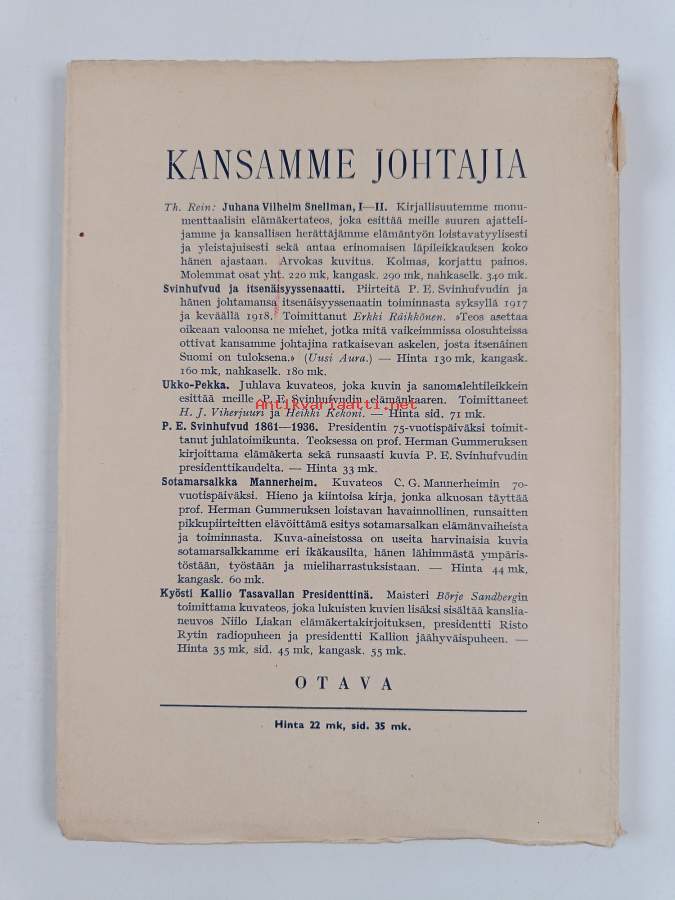 KANSAMME JOHTAJIA
Th. Rein: Juhana Vilhelm Snellman, I—II. Kirjallisuutemme monu-
menttaalisin elämäkertateos, joka esittää meille suuren ajatteli-
jamme ja kansallisen herättäjämme elämäntyön loistavatyylisesti
ja yleistajuisesti sekä antaa erinomaisen läpileikkauksen koko
hänen ajastaan. Arvokas kuvitus. Kolmas, korjattu painos.
Molemmat osat yht. 220 mk, kangask. 290 mk, nahkaselk. 340 mk.
Svinhufvud ja itsenäisyyssenaatti. Piirteitä P. E. Svinhufvudin ja
hänen johtamansa itsenäisyyssenaatin toiminnasta syksyllä 1917
ja keväällä 1918. Toimittanut Erkki Räikkönen. »Teos asettaa
oikeaan valoonsa ne miehet, jotka mitä vaikeimmissa olosuhteissa
ottivat kansamme johtajina ratkaisevan askelen, josta itsenäinen
Suomi on tuloksena.» (Uusi Aura.) — Hinta 130 mk, kangask.
160 mk, nahkaselk. 180 mk.
Ukko-Pekka. Juhlava kuvateos, joka kuvin ja sanomalehtileikkein
esittää meille P. E. Svinhufvudin elämänkaaren. Toimittaneet
H. J. Viherjuuri ja Heikki Kekoni. — Hinta sid. 71 mk.
Antikvariaatti.net
P. E. Svinhufvud 1861—1936. Presidentin 75-vuotispäiväksi toimit-
tanut juhlatoimikunta. Teoksessa on prof. Herman Gummeruksen
kirjoittama elämäkerta sekä runsaasti kuvia P. E. Svinhufvudin
presidenttikaudelta. — Hinta 33 mk.
Sotamarsalkka Mannerheim. Kuvateos C. G. Mannerheimin 70-
vuotispäiväksi. Hieno ja kiintoisa kirja, jonka alkuosan täyttää
prof. Herman Gummeruksen loistavan havainnollinen, runsaitten
pikkupiirteitten elävöittämä esitys sotamarsalkan elämänvaiheista
ja toiminnasta. Kuva-aineistossa on useita harvinaisia kuvia
sotamarsalkkamme eri ikäkausilta, hänen lähimmästä ympäris-
töstään, työstään ja mieliharrastuksistaan. — Hinta 44 mk,
kangask. 60 mk.
Kyösti Kallio Tasavallan Presidenttinä. Maisteri Börje Sandbergin
toimittama kuvateos, joka lukuisten kuvien lisäksi sisältää kanslia-
neuvos Niilo Liakan elämäkertakirjoituksen, presidentti Risto
Rytin radiopuheen ja presidentti Kallion jäähyväispuheen. —
Hinta 35 mk, sid. 45 mk, kangask. 55 mk.
OTAVA
Hinta 22 mk, sid. 35 mk.